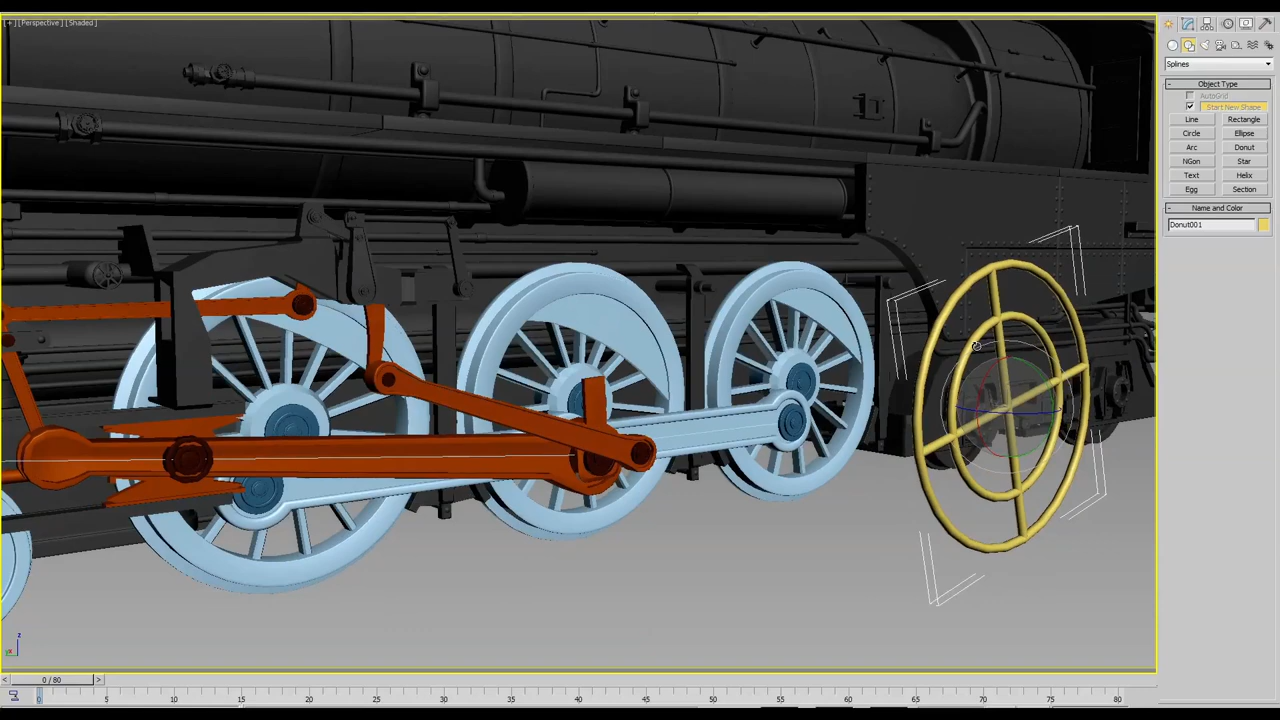 [+][Perspective][Shaded]
Splines
- Object Type
AutoGrid
Start New Shape
Line Rectangle
Circle Ellipse
Arc Donut
NGon Star
Text Helix
Egg Section
- Name and Color
Donut001
z
< 0 / 80 >
0 5 10 15 20 25 30 35 40 45 50 55 60 65 70 75 80